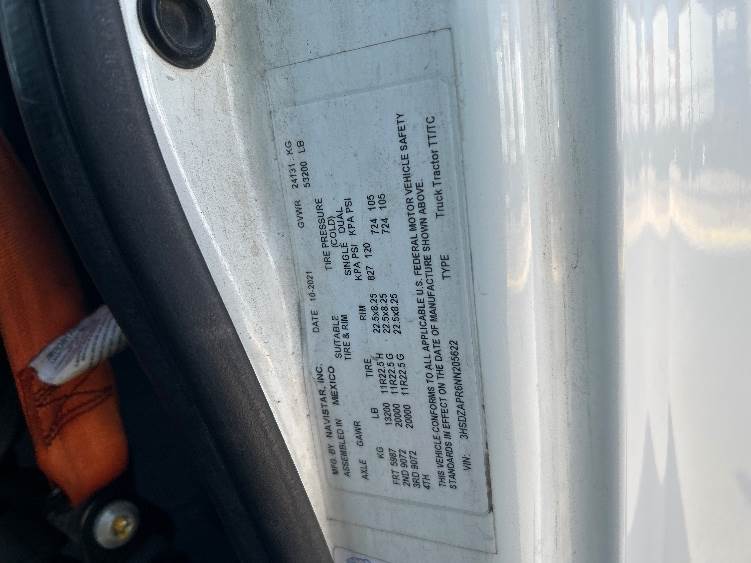 MFG. BY NAVISTAR, INC. DATE 10-2021 GVWR 24131 KG
ASSEMBLED IN MEXICO 53200 LB
SUITABLE TIRE PRESSURE
TIRE & RIM (COLD)
SINGLE DUAL
AXLE GAWR TIRE RIM KPA PSI KPA PSI
KG LB
FRT 5987 13200 11R22.5 H 22.5x8.25 827 120
2ND 9072 20000 11R22.5 G 22.5x8.25 724 105
3RD 9072 20000 11R22.5 G 22.5x8.25 724 105
4TH
THIS VEHICLE CONFORMS TO ALL APPLICABLE U.S. FEDERAL MOTOR VEHICLE SAFETY
STANDARDS IN EFFECT ON THE DATE OF MANUFACTURE SHOWN ABOVE.
VIN: 3HSDZAPR6NN205622 TYPE Truck Tractor TT/TC